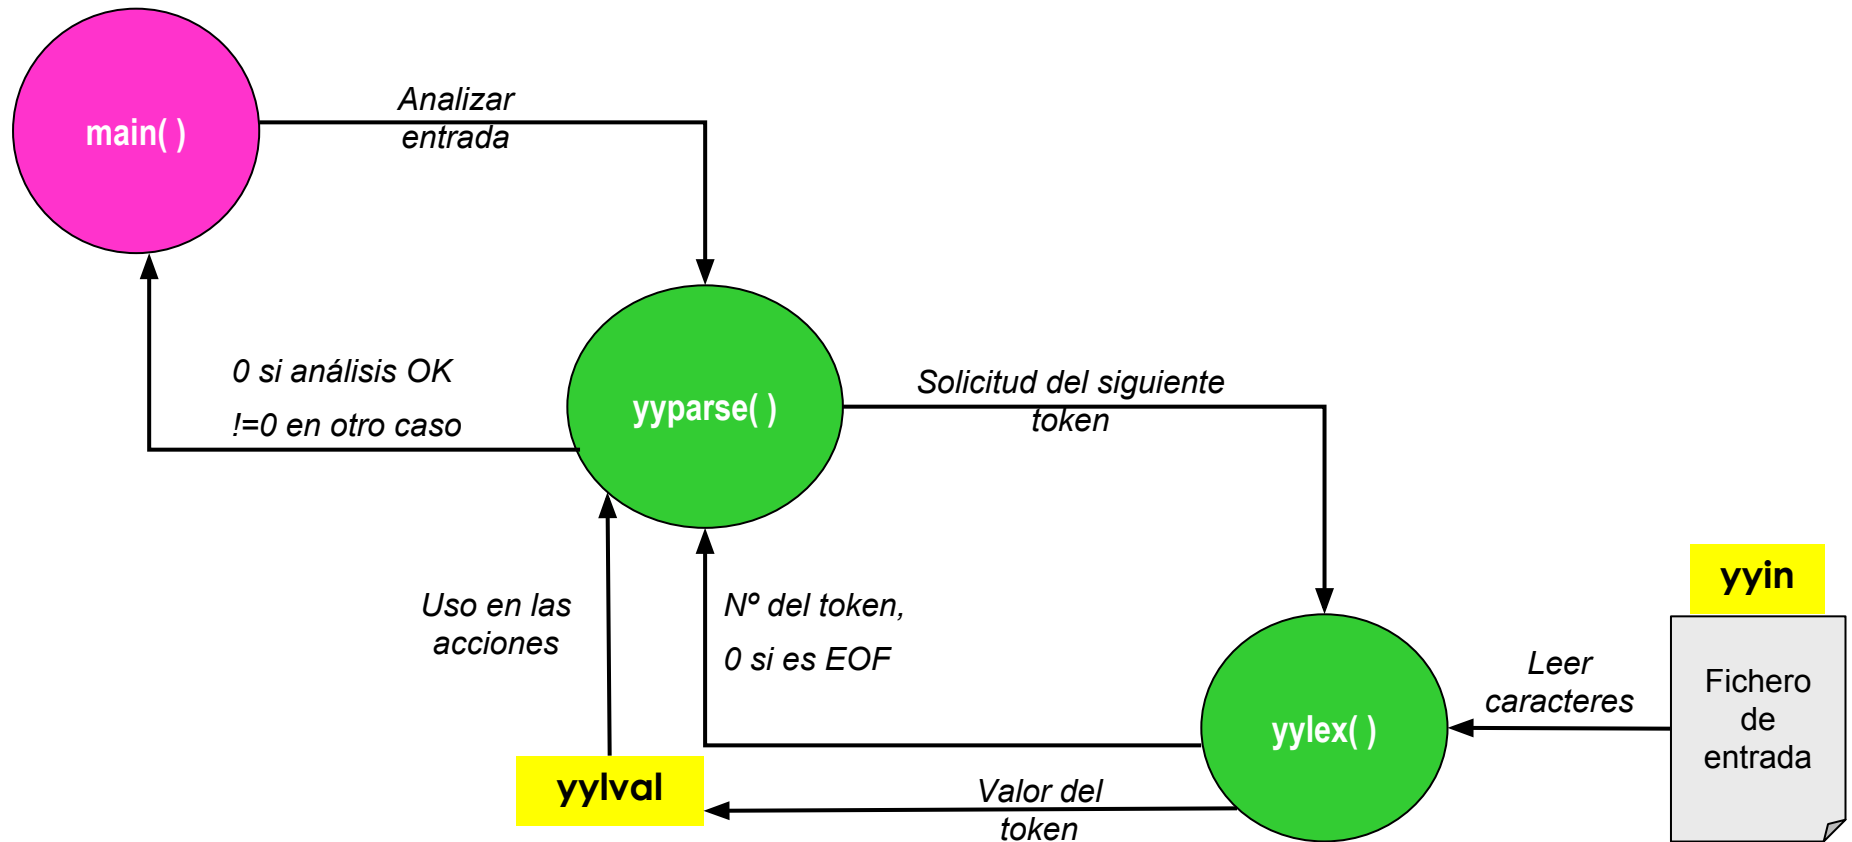 main( )
Analizar
entrada
0 si análisis OK
!=0 en otro caso
yyparse( )
Solicitud del siguiente
token
Uso en las
acciones
Nº del token,
0 si es EOF
yyin
Leer
caracteres
Fichero
de
entrada
yylex( )
yylval
Valor del
token